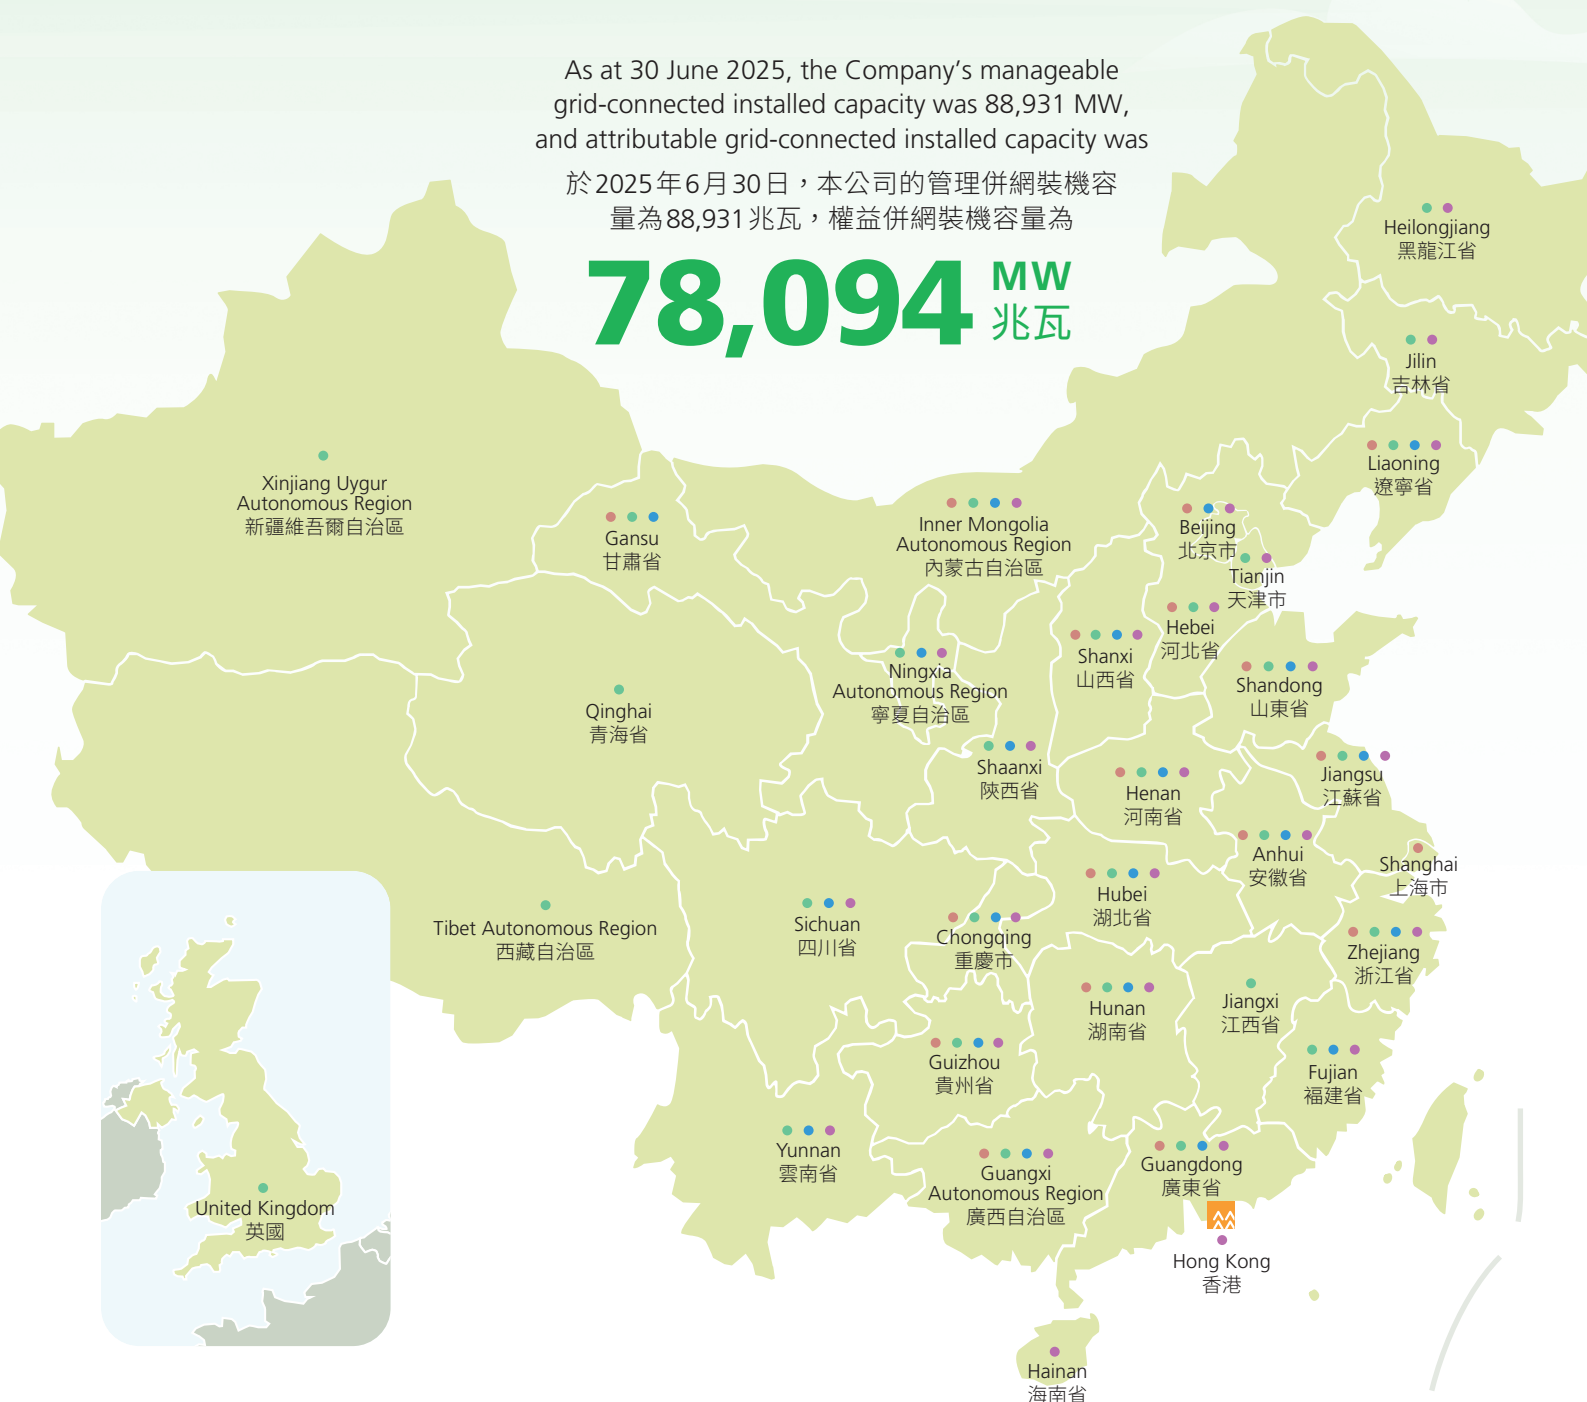 As at 30 June 2025, the Company's manageable
grid-connected installed capacity was 88,931 MW,
and attributable grid-connected installed capacity was
於2025年6月30日，本公司的管理併網裝機容
量為88,931兆瓦，權益併網裝機容量為
78,094 MW
兆瓦
Heilongjiang
黑龍江省
Jilin
吉林省
Liaoning
遼寧省
Xinjiang Uygur
Autonomous Region
新疆維吾爾自治區
Gansu
甘肅省
Inner Mongolia
Autonomous Region
內蒙古自治區
Beijing
北京市
Tianjin
天津市
Hebei
河北省
Shanxi
山西省
Ningxia
Autonomous Region
寧夏自治區
Shandong
山東省
Qinghai
青海省
Shaanxi
陝西省
Henan
河南省
Jiangsu
江蘇省
Anhui
安徽省
Shanghai
上海市
Hubei
湖北省
Tibet Autonomous Region
西藏自治區
Sichuan
四川省
Chongqing
重慶市
Zhejiang
浙江省
Hunan
湖南省
Jiangxi
江西省
Guizhou
貴州省
Fujian
福建省
Yunnan
雲南省
Guangxi
Autonomous Region
廣西自治區
Guangdong
廣東省
United Kingdom
英國
Hong Kong
香港
Hainan
海南省